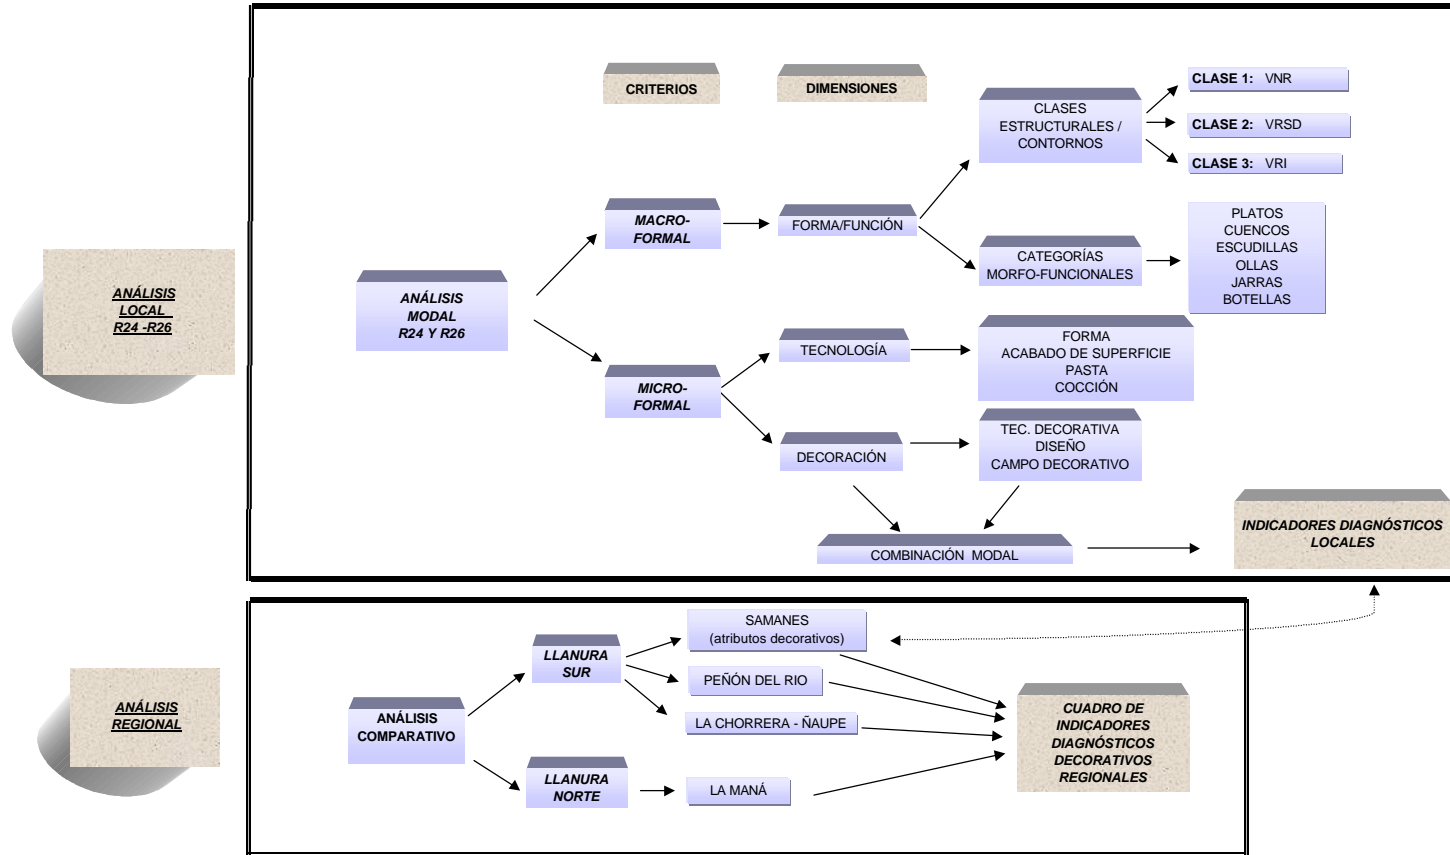 CRITERIOS
DIMENSIONES
CLASES
ESTRUCTURALES /
CONTORNOS
CLASE 1: VNR
CLASE 2: VRSD
CLASE 3: VRI
MACRO-
FORMAL
FORMA/FUNCIÓN
CATEGORÍAS
MORFO-FUNCIONALES
PLATOS
CUENCOS
ESCUDILLAS
OLLAS
JARRAS
BOTELLAS
ANÁLISIS
LOCAL
R24 -R26
ANÁLISIS
MODAL
R24 Y R26
MICRO-
FORMAL
TECNOLOGÍA
FORMA
ACABADO DE SUPERFICIE
PASTA
COCCIÓN
DECORACIÓN
TEC. DECORATIVA
DISEÑO
CAMPO DECORATIVO
COMBINACIÓN MODAL
INDICADORES DIAGNÓSTICOS
LOCALES
ANÁLISIS
REGIONAL
ANÁLISIS
COMPARATIVO
LLANURA
SUR
SAMANES
(atributos decorativos)
PEÑÓN DEL RIO
LA CHORRERA - ÑAUPE
LLANURA
NORTE
LA MANÁ
CUADRO DE
INDICADORES
DIAGNÓSTICOS
DECORATIVOS
REGIONALES